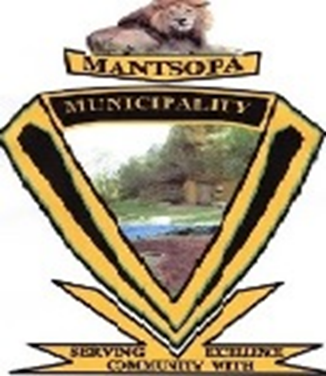 MANTSOPA
MUNICIPALITY
SERVING EXCELLENCE
COMMUNITY WITH